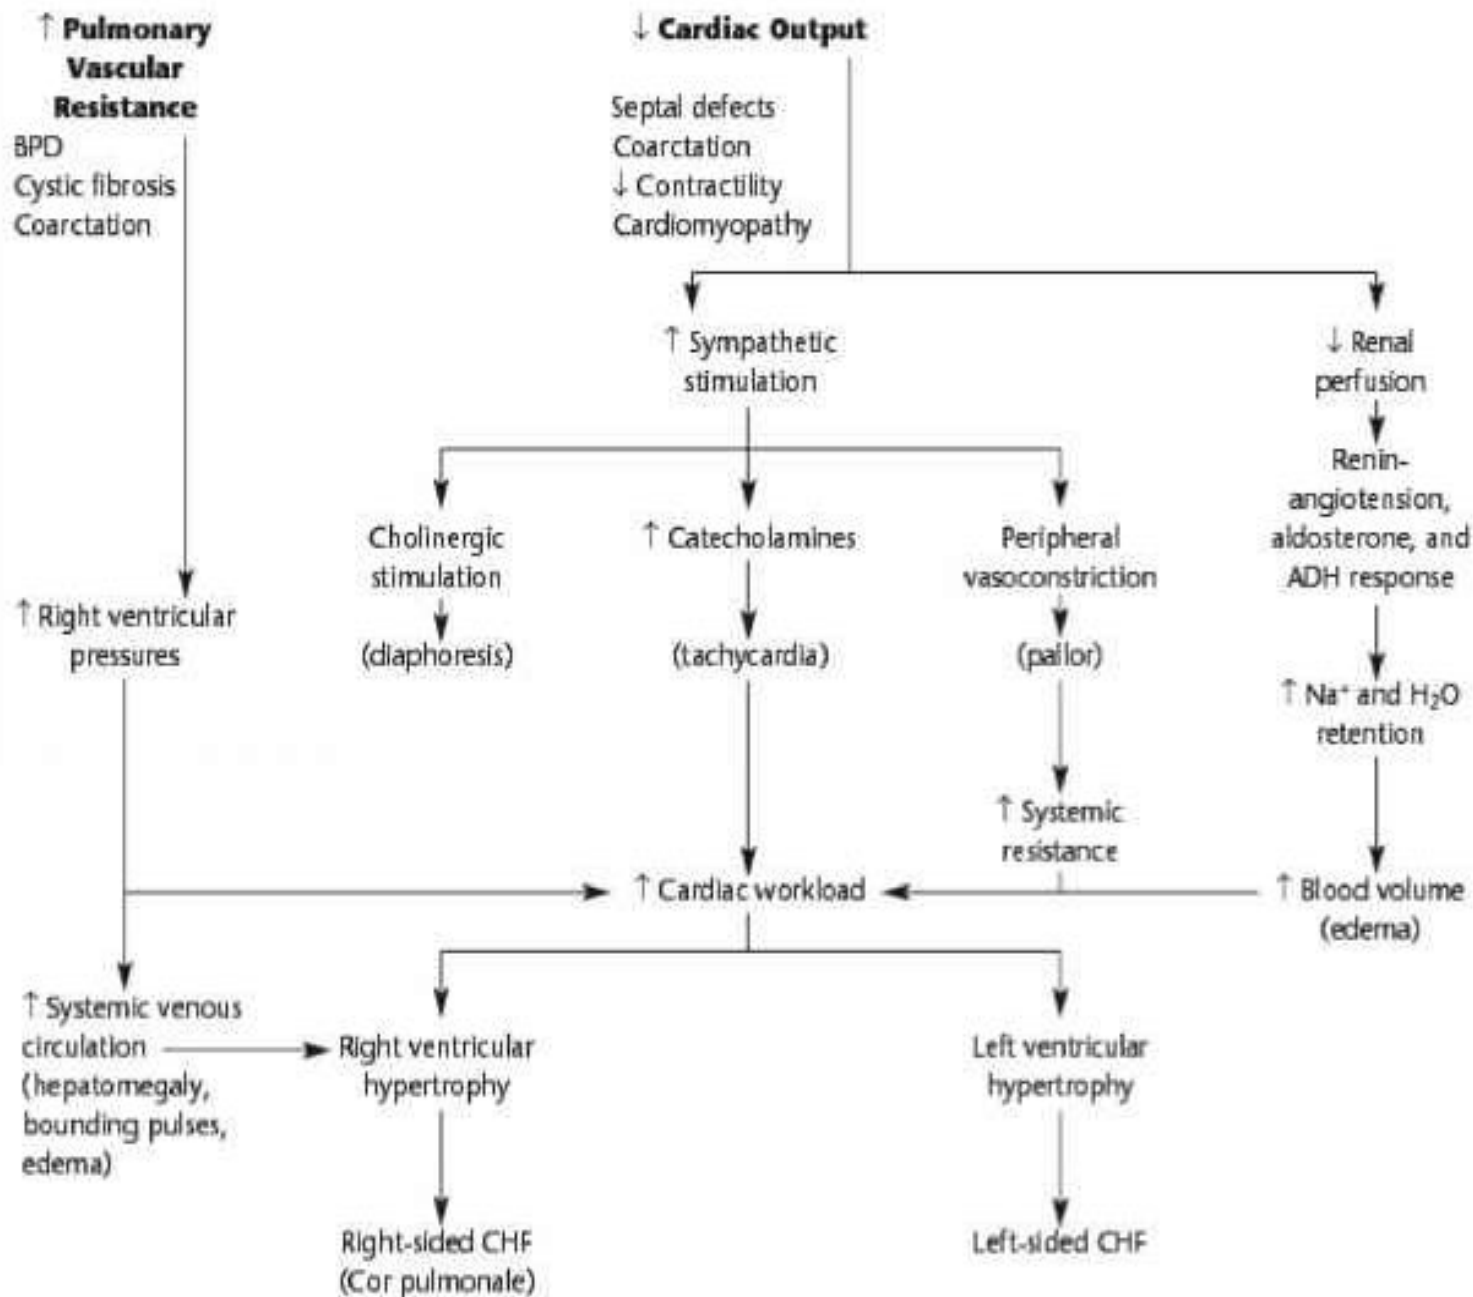 ↑ Pulmonary
Vascular
Resistance
BPD
Cystic fibrosis
Coarctation
↓ Cardiac Output
Septal defects
Coarctation
↓ Contractility
Cardiomyopathy
↑ Sympathetic
stimulation
↓ Renal
perfusion
Renin-
angiotension,
aldosterone, and
ADH response
Cholinergic
stimulation
↑ Catecholamines
Peripheral
vasoconstriction
↑ Right ventricular
pressures
(diaphoresis)
(tachycardia)
(pallor)
↑ Na⁺ and H₂O
retention
↑ Systemic
resistance
↑ Cardiac workload
↑ Blood volume
(edema)
↑ Systemic venous
circulation
(hepatomegaly,
bounding pulses,
edema)
Right ventricular
hypertrophy
Left ventricular
hypertrophy
Right-sided CHF
(Cor pulmonale)
Left-sided CHF